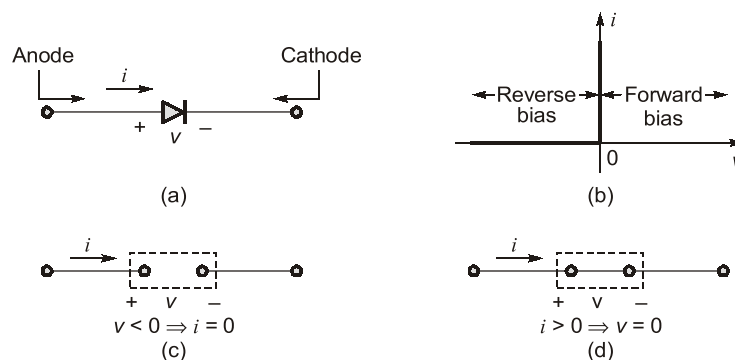 Anode
Cathode
i
+ v –
(a)
i
Reverse bias
Forward bias
0
v
(b)
i
+ v –
v < 0 ⇒ i = 0
(c)
i
+ v –
i > 0 ⇒ v = 0
(d)